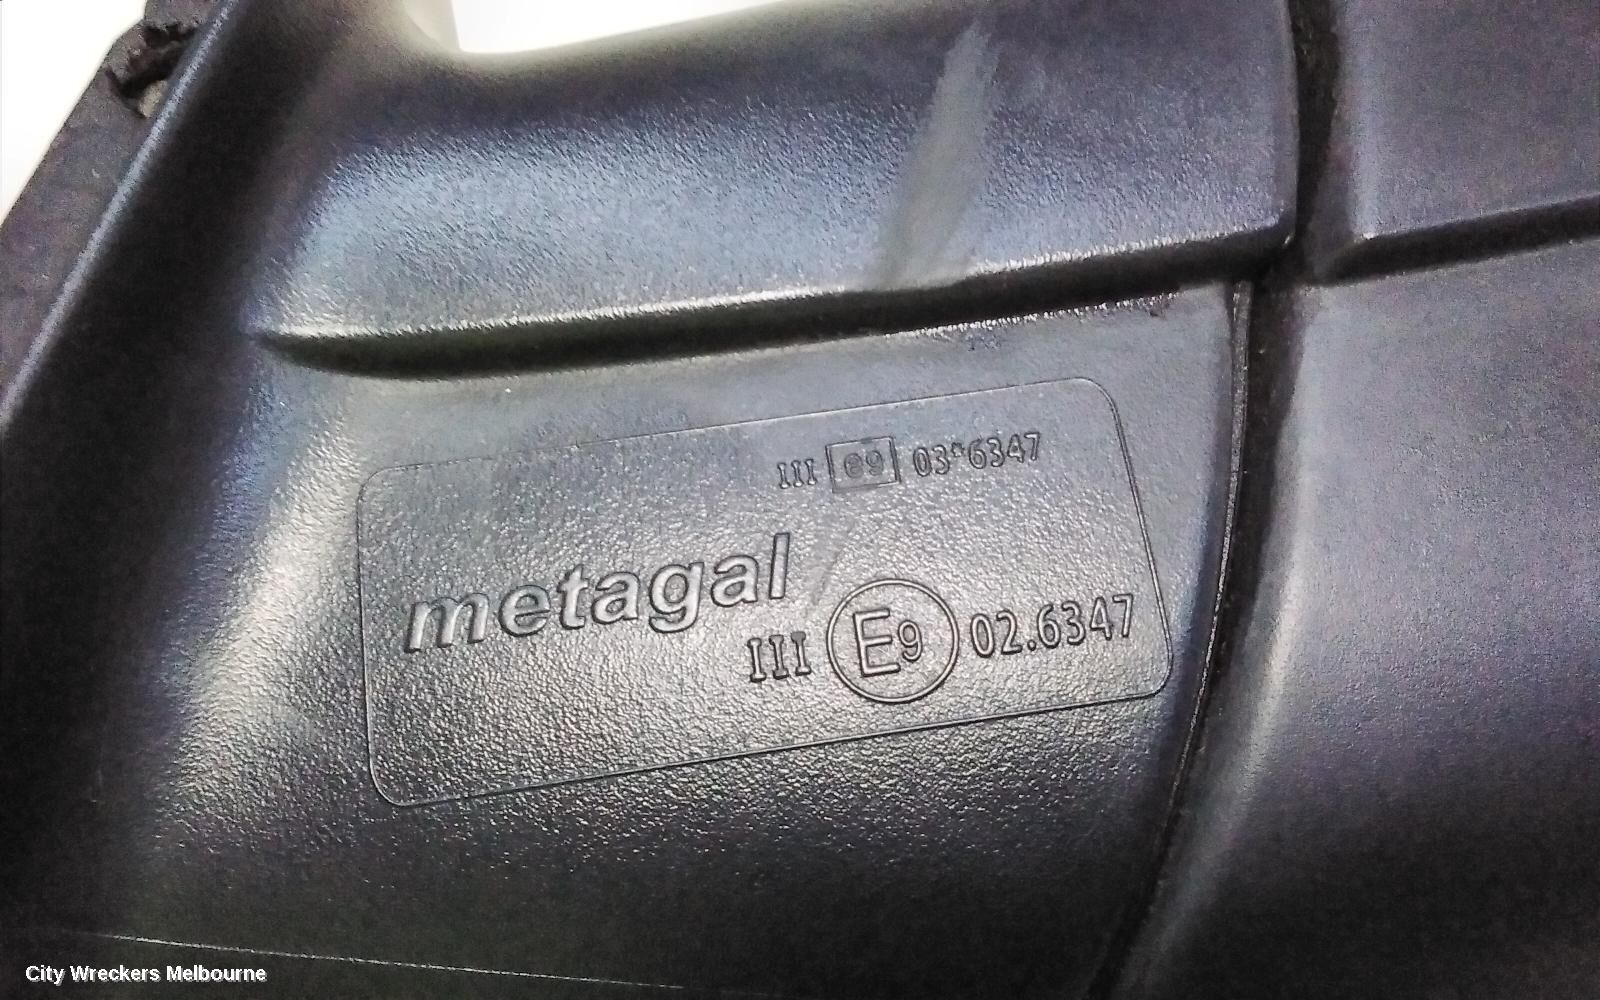 III e9 03*6347
metagal
III E9 02.6347
City Wreckers Melbourne